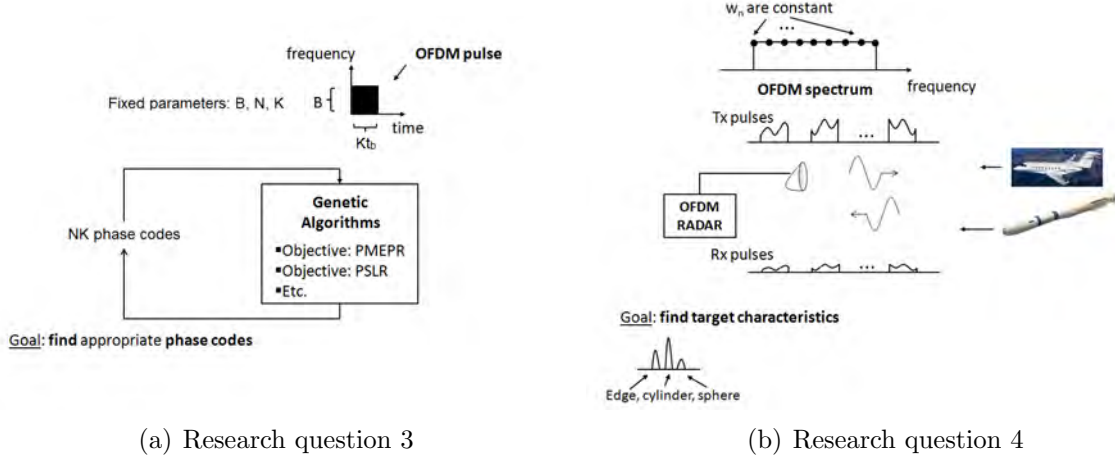 frequency
OFDM pulse
Fixed parameters: B, N, K
B
time
Ktb
Genetic
Algorithms
▪Objective: PMEPR
▪Objective: PSLR
▪Etc.
NK phase codes
Goal: find appropriate phase codes
(a) Research question 3
wn are constant
...
OFDM spectrum
frequency
Tx pulses
...
OFDM
RADAR
Rx pulses
...
Goal: find target characteristics
Edge, cylinder, sphere
(b) Research question 4